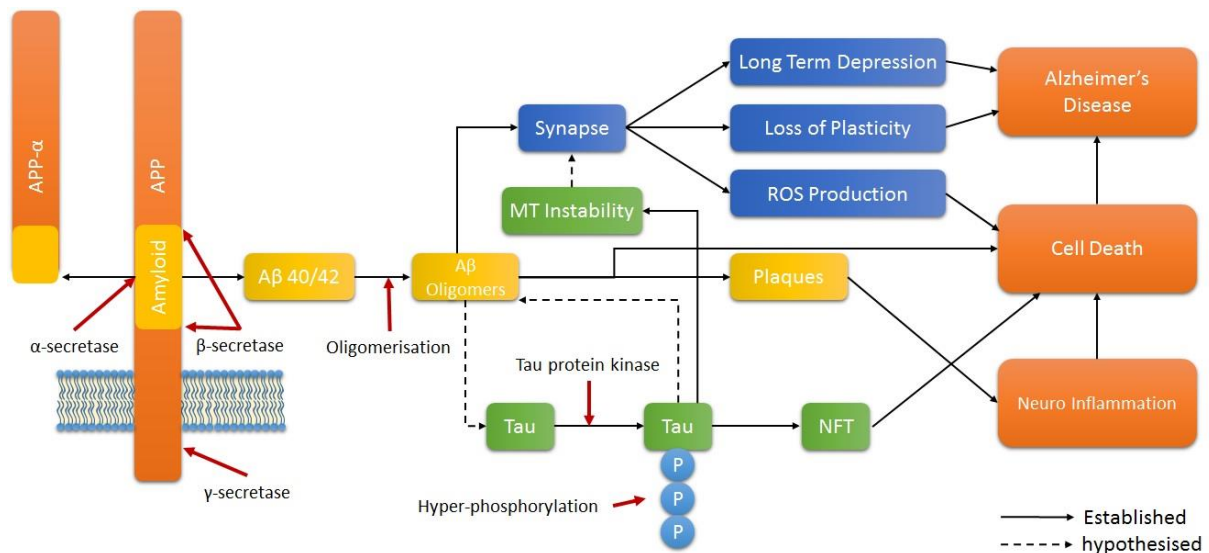 Long Term Depression
Alzheimer's
Disease
APP-α
APP
Synapse
Loss of Plasticity
MT Instability
ROS Production
Amyloid
Aβ 40/42
Aβ
Oligomers
Plaques
Cell Death
α-secretase
β-secretase
Oligomerisation
Tau protein kinase
Tau
Tau
NFT
Neuro Inflammation
P
P
P
γ-secretase
Hyper-phosphorylation
Established
hypothesised